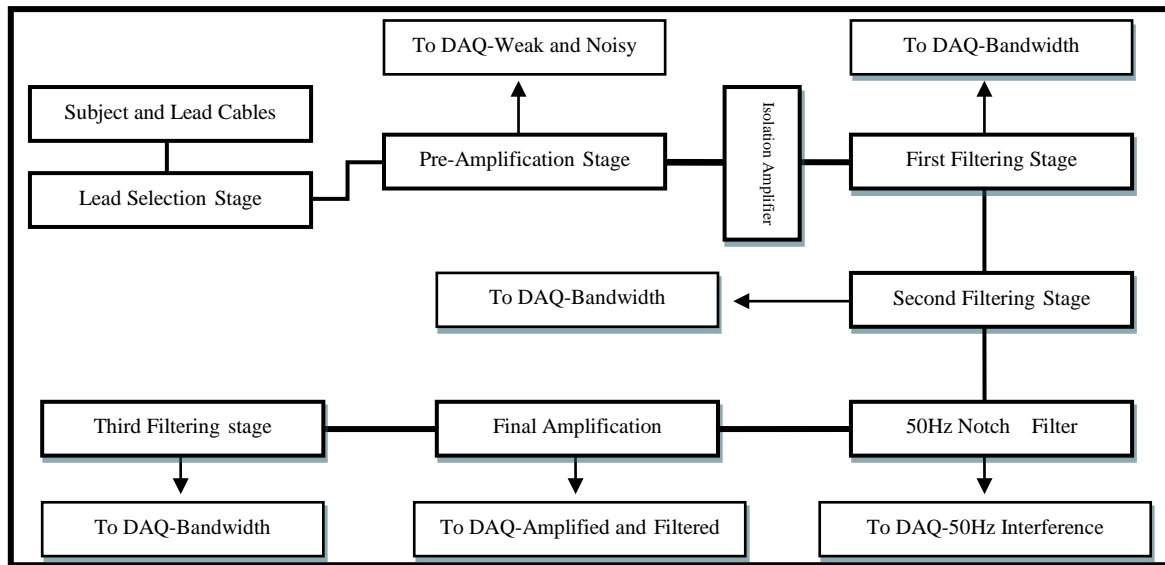 To DAQ-Weak and Noisy
To DAQ-Bandwidth
Subject and Lead Cables
Pre-Amplification Stage
Isolation Amplifier
First Filtering Stage
Lead Selection Stage
To DAQ-Bandwidth
Second Filtering Stage
Third Filtering stage
Final Amplification
50Hz Notch Filter
To DAQ-Bandwidth
To DAQ-Amplified and Filtered
To DAQ-50Hz Interference